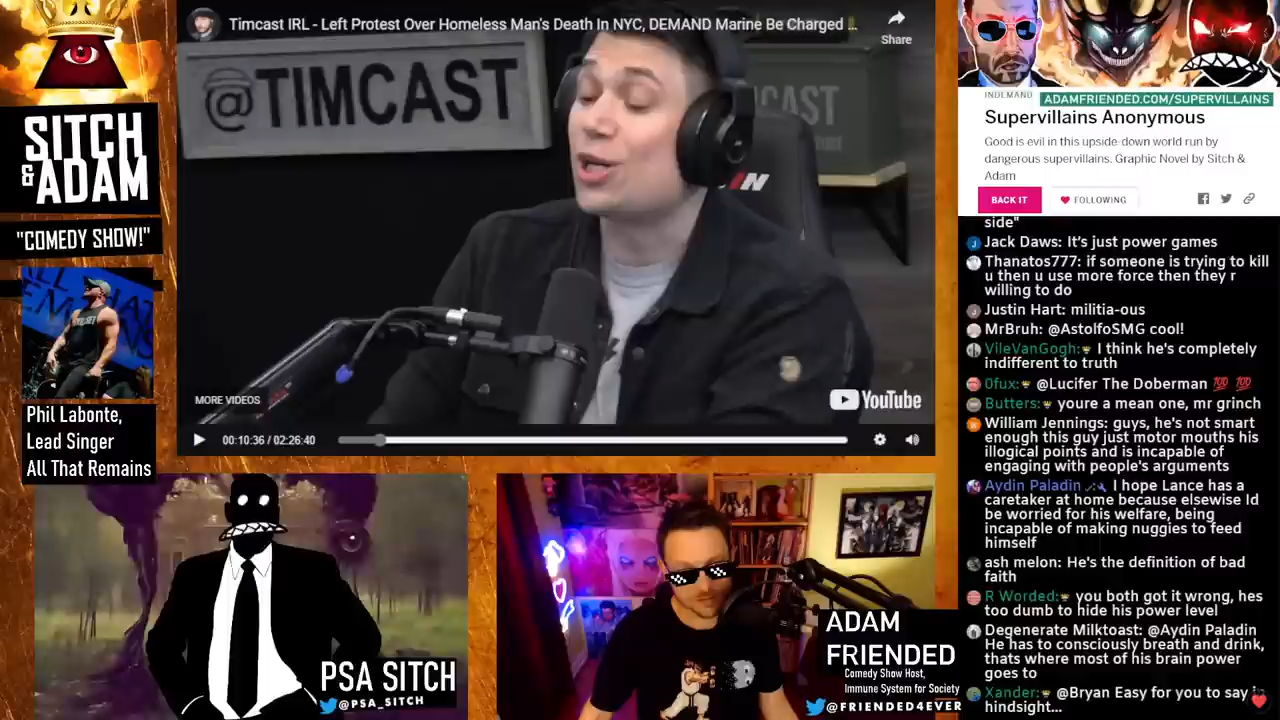 SITCH
& ADAM
"COMEDY SHOW!"
Phil Labonte,
Lead Singer
All That Remains
Timcast IRL - Left Protest Over Homeless Man's Death In NYC, DEMAND Marine Be Charged ...
Share
@TIMCAST
CAST
MORE VIDEOS
YouTube
00:10:36 / 02:26:40
PSA SITCH
@PSA_SITCH
ADAM
FRIENDED
Comedy Show Host,
Immune System for Society
@FRIENDED4EVER
INDEMAND
ADAMFRIENDED.COM/SUPERVILLAINS
Supervillains Anonymous
Good is evil in this upside-down world run by
dangerous supervillains. Graphic Novel by Sitch &
Adam
BACK IT
FOLLOWING
side"
Jack Daws: It's just power games
Thanatos777: if someone is trying to kill
u then u use more force then they r
willing to do
Justin Hart: militia-ous
MrBruh: @AstolfoSMG cool!
VileVanGogh: I think he's completely
indifferent to truth
0fux: @Lucifer The Doberman 💯 💯
Butters: youre a mean one, mr grinch
William Jennings: guys, he's not smart
enough this guy just motor mouths his
illogical points and is incapable of
engaging with people's arguments
Aydin Paladin I hope Lance has a
caretaker at home because elsewise Id
be worried for his welfare, being
incapable of making nuggies to feed
himself
ash melon: He's the definition of bad
faith
R Worded: you both got it wrong, hes
too dumb to hide his power level
Degenerate Milktoast: @Aydin Paladin
He has to consciously breath and drink,
thats where most of his brain power
goes to
Xander: @Bryan Easy for you to say in
hindsight...